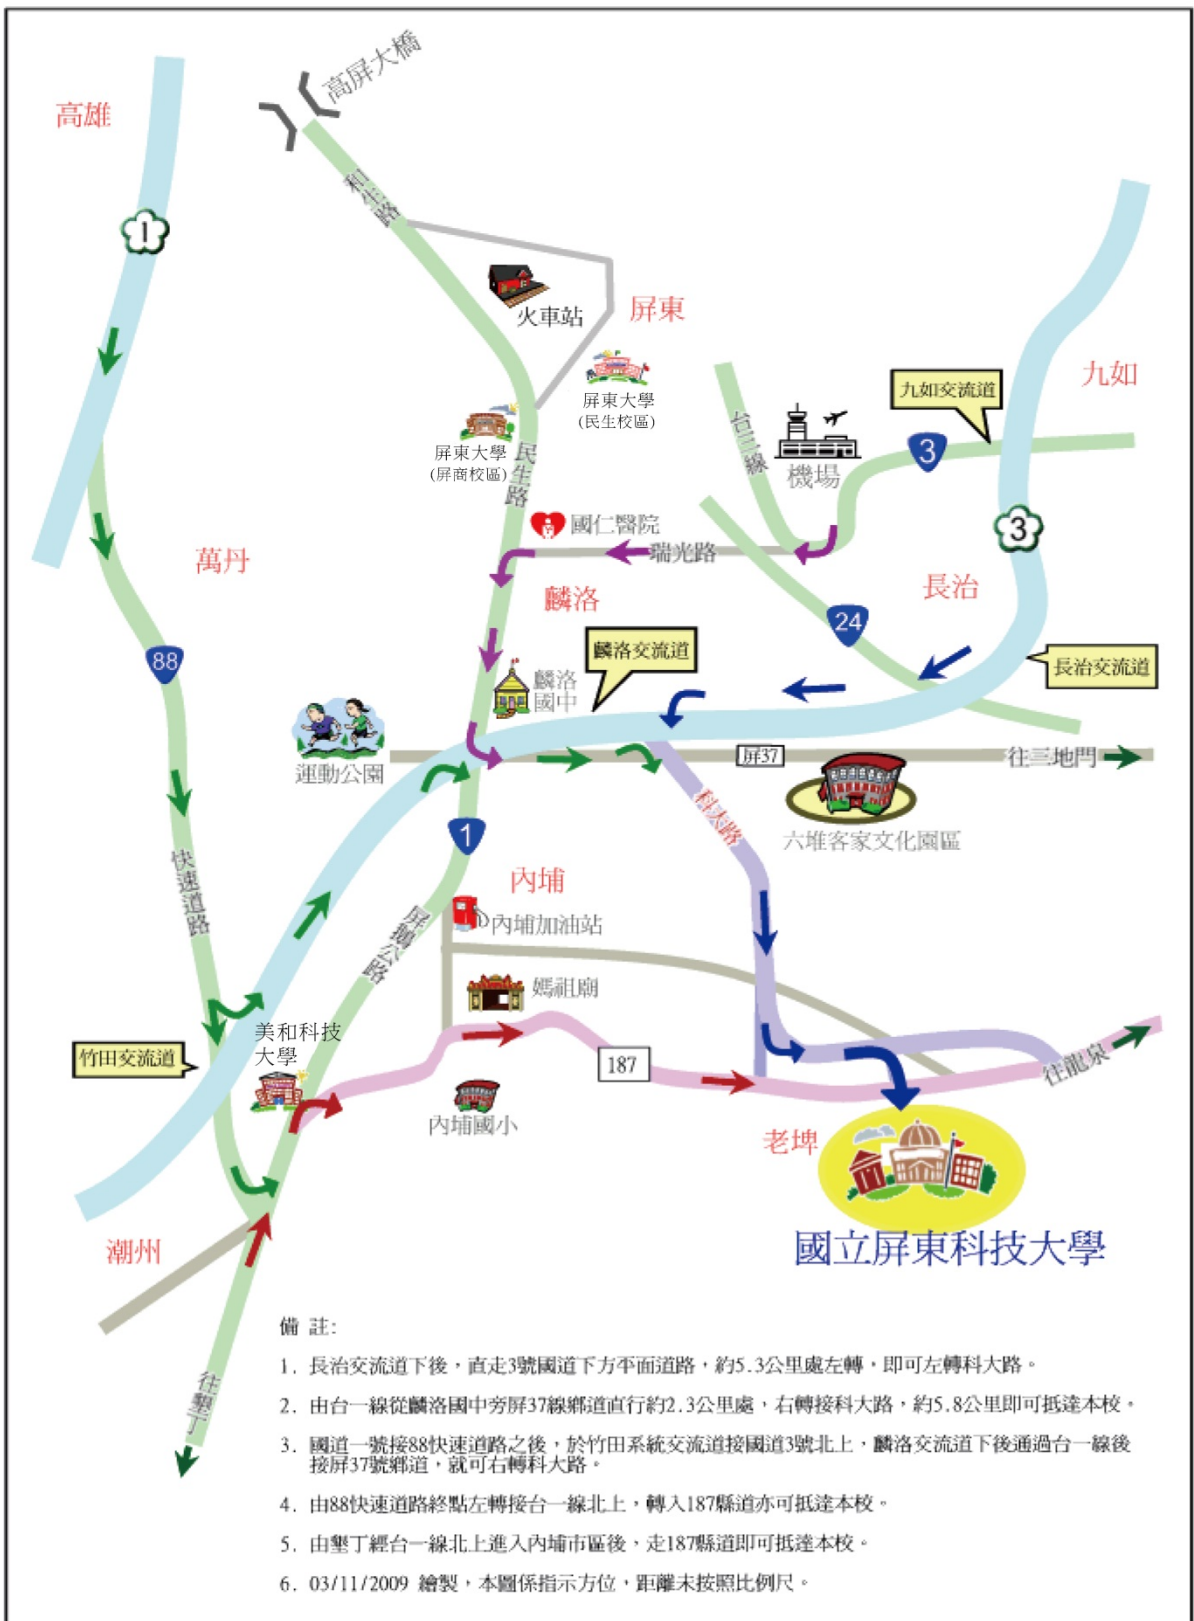 高屏大橋
高雄
1
和生路
火車站
屏東
屏東大學
(民生校區)
屏東大學
(屏商校區)
民生路
台三線
機場
九如交流道
九如
3
3
國仁醫院
瑞光路
萬丹
麟洛
長治
24
88
麟洛交流道
長治交流道
麟洛
國中
運動公園
屏37
往三地門
科大路
六堆客家文化園區
1
快速道路
內埔
屏鵝公路
內埔加油站
媽祖廟
美和科技
大學
竹田交流道
187
往龍泉
內埔國小
老埤
國立屏東科技大學
潮州
往墾丁
備 註:
1. 長治交流道下後，直走3號國道下方平面道路，約5.3公里處左轉，即可左轉科大路。
2. 由台一線從麟洛國中旁屏37線鄉道直行約2.3公里處，右轉接科大路，約5.8公里即可抵達本校。
3. 國道一號接88快速道路之後，於竹田系統交流道接國道3號北上，麟洛交流道下後通過台一線後
接屏37號鄉道，就可右轉科大路。
4. 由88快速道路終點左轉接台一線北上，轉入187縣道亦可抵達本校。
5. 由墾丁經台一線北上進入內埔市區後，走187縣道即可抵達本校。
6. 03/11/2009 繪製，本圖係指示方位，距離未按照比例尺。